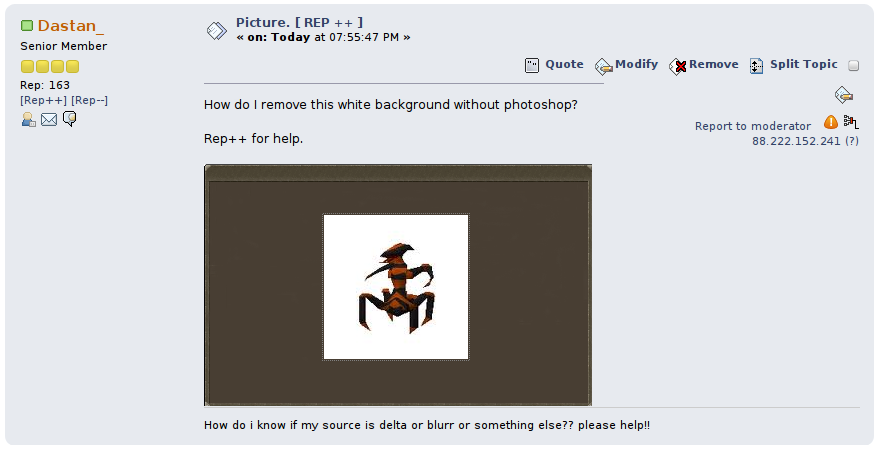 Dastan_
Senior Member
Rep: 163
[Rep++] [Rep--]
Picture. [ REP ++ ]
« on: Today at 07:55:47 PM »
Quote Modify Remove Split Topic
How do I remove this white background without photoshop?
Rep++ for help.
Report to moderator
88.222.152.241 (?)
How do i know if my source is delta or blurr or something else?? please help!!